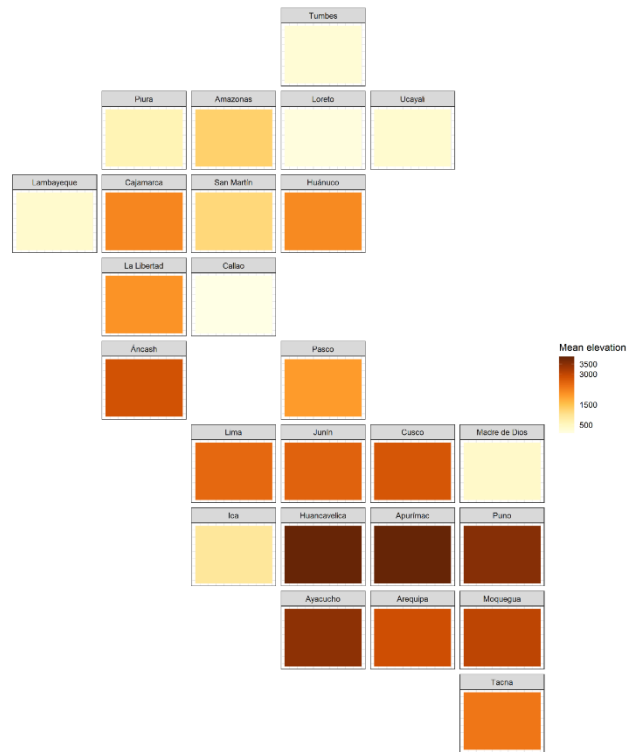 Tumbes
Piura Amazonas Loreto Ucayali
Lambayeque Cajamarca San Martín Huánuco
La Libertad Callao
Áncash Pasco
Mean elevation
3500
3000
1500
500
Lima Junín Cusco Madre de Dios
Ica Huancavelica Apurímac Puno
Ayacucho Arequipa Moquegua
Tacna